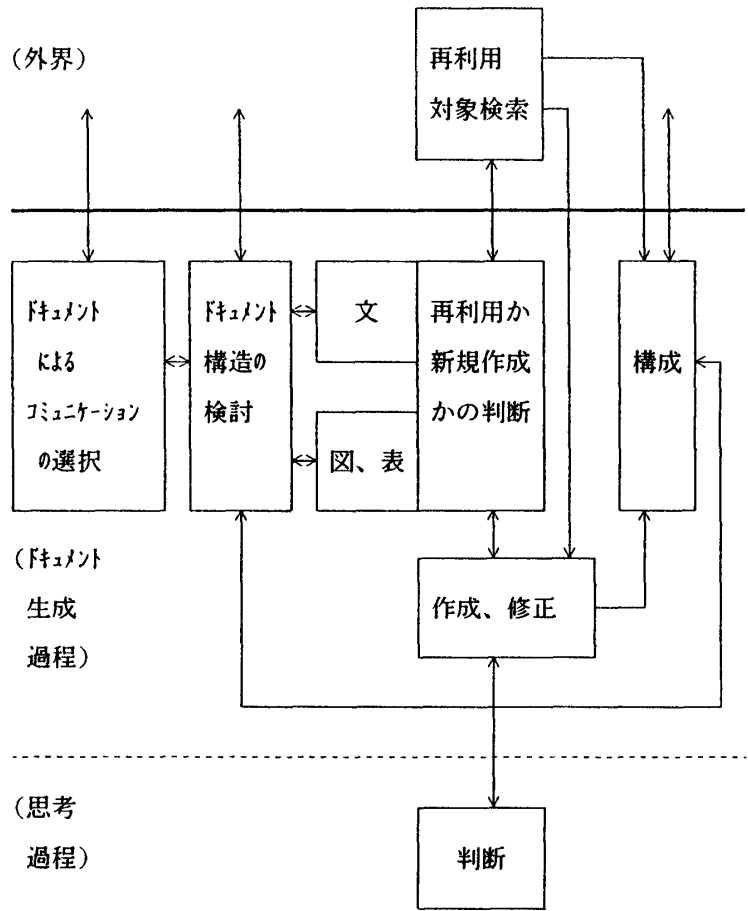 (外界)
再利用
対象検索
ドキュメント
による
コミュニケーション
の選択
ドキュメント
構造の
検討
文
図、表
再利用か
新規作成
かの判断
構成
(ドキュメント
生成
過程)
作成、修正
(思考
過程)
判断